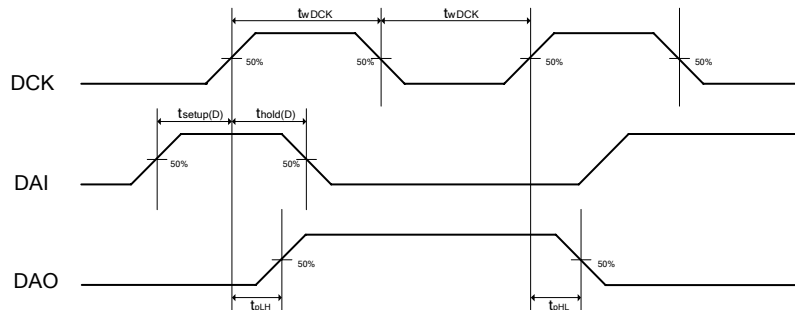 twDCK twDCK
50% 50% 50% 50%
DCK
tsetup(D) thold(D)
50% 50%
DAI
50% 50%
DAO
tpLH tpHL